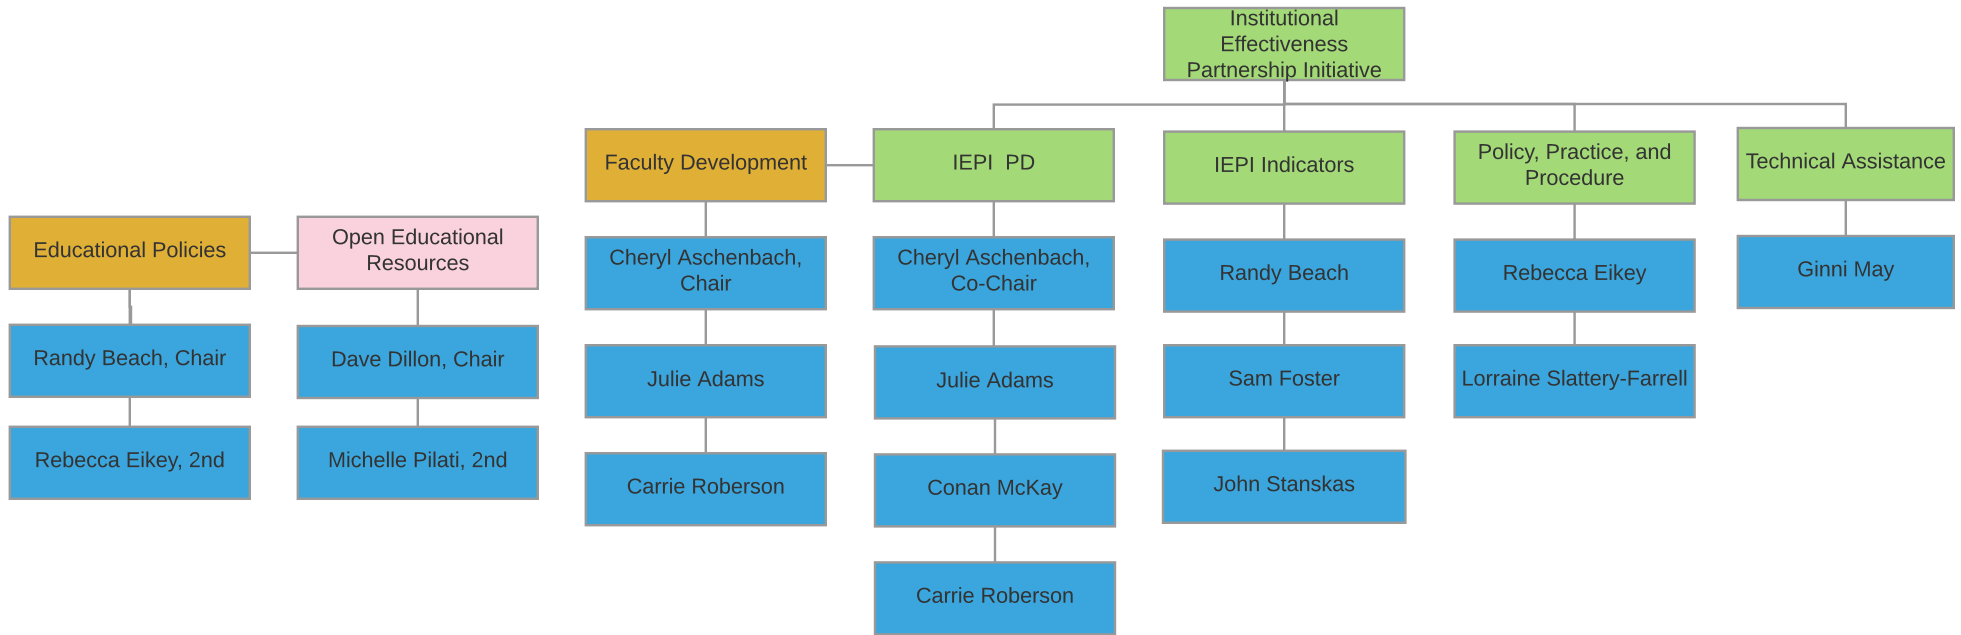 Institutional
Effectiveness
Partnership Initiative
Faculty Development
IEPI  PD
IEPI Indicators
Policy, Practice, and
Procedure
Technical Assistance
Educational Policies
Open Educational
Resources
Cheryl Aschenbach,
Chair
Cheryl Aschenbach,
Co-Chair
Randy Beach
Rebecca Eikey
Ginni May
Randy Beach, Chair
Dave Dillon, Chair
Julie Adams
Julie Adams
Sam Foster
Lorraine Slattery-Farrell
Rebecca Eikey, 2nd
Michelle Pilati, 2nd
Carrie Roberson
Conan McKay
John Stanskas
Carrie Roberson